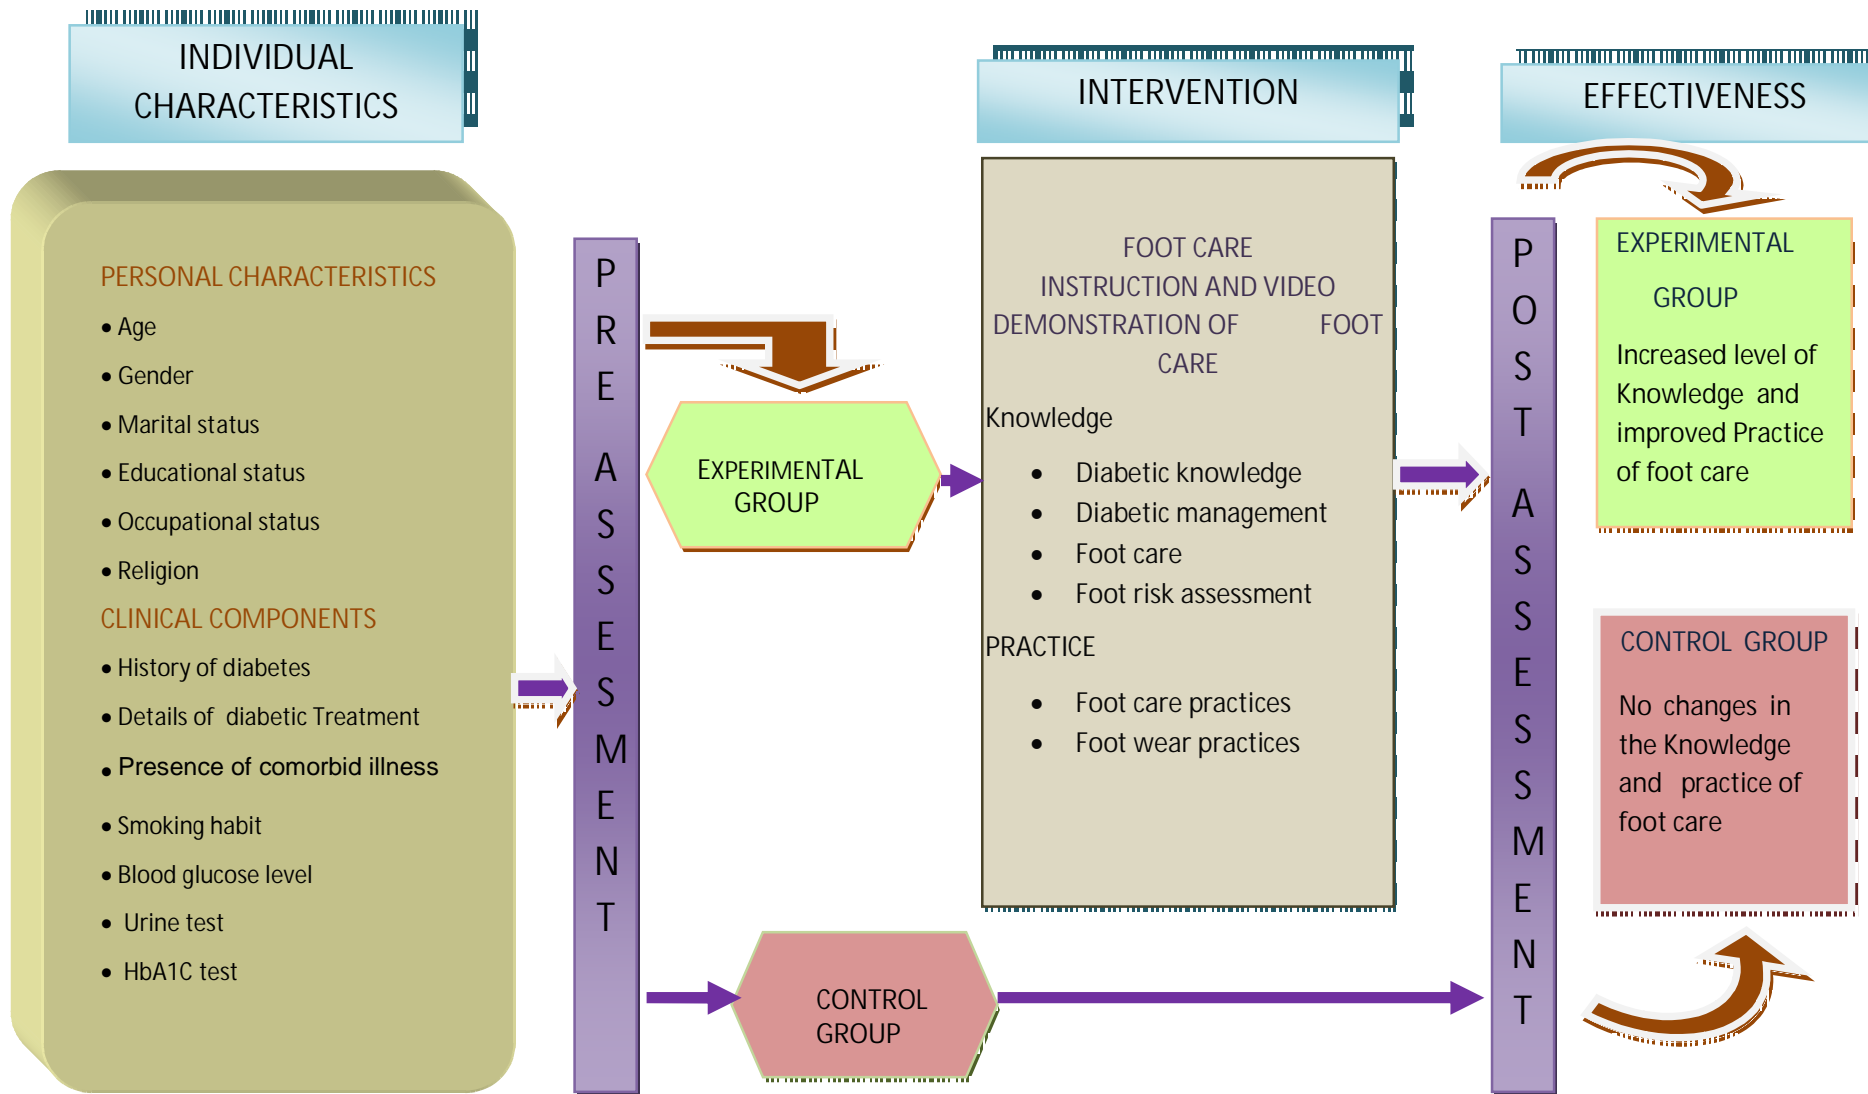 INDIVIDUAL
CHARACTERISTICS
PERSONAL CHARACTERISTICS
• Age
• Gender
• Marital status
• Educational status
• Occupational status
• Religion
CLINICAL COMPONENTS
• History of diabetes
• Details of diabetic Treatment
• Presence of comorbid illness
• Smoking habit
• Blood glucose level
• Urine test
• HbA1C test
P
R
E
A
S
S
E
S
M
E
N
T
EXPERIMENTAL
GROUP
CONTROL
GROUP
INTERVENTION
FOOT CARE
INSTRUCTION AND VIDEO
DEMONSTRATION OF FOOT
CARE
Knowledge
• Diabetic knowledge
• Diabetic management
• Foot care
• Foot risk assessment
PRACTICE
• Foot care practices
• Foot wear practices
EFFECTIVENESS
P
O
S
T
A
S
S
E
S
S
M
E
N
T
EXPERIMENTAL
GROUP
Increased level of
Knowledge and
improved Practice
of foot care
CONTROL GROUP
No changes in
the Knowledge
and practice of
foot care